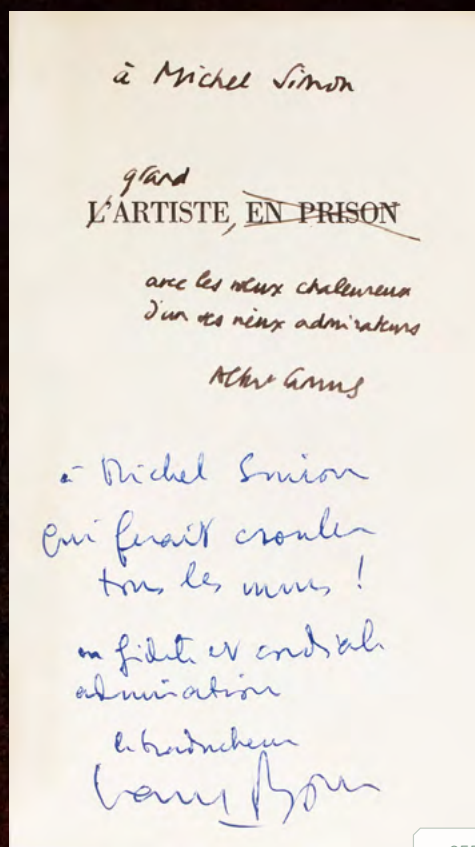 à Michel Simon
grand
L'ARTISTE, EN PRISON
avec les vœux chaleureux
d'un de ses vieux admirateurs
Albert Camus
à Michel Simon
qui ferait crouler
tous les murs !
en fidèle et cordiale
admiration
le traducteur